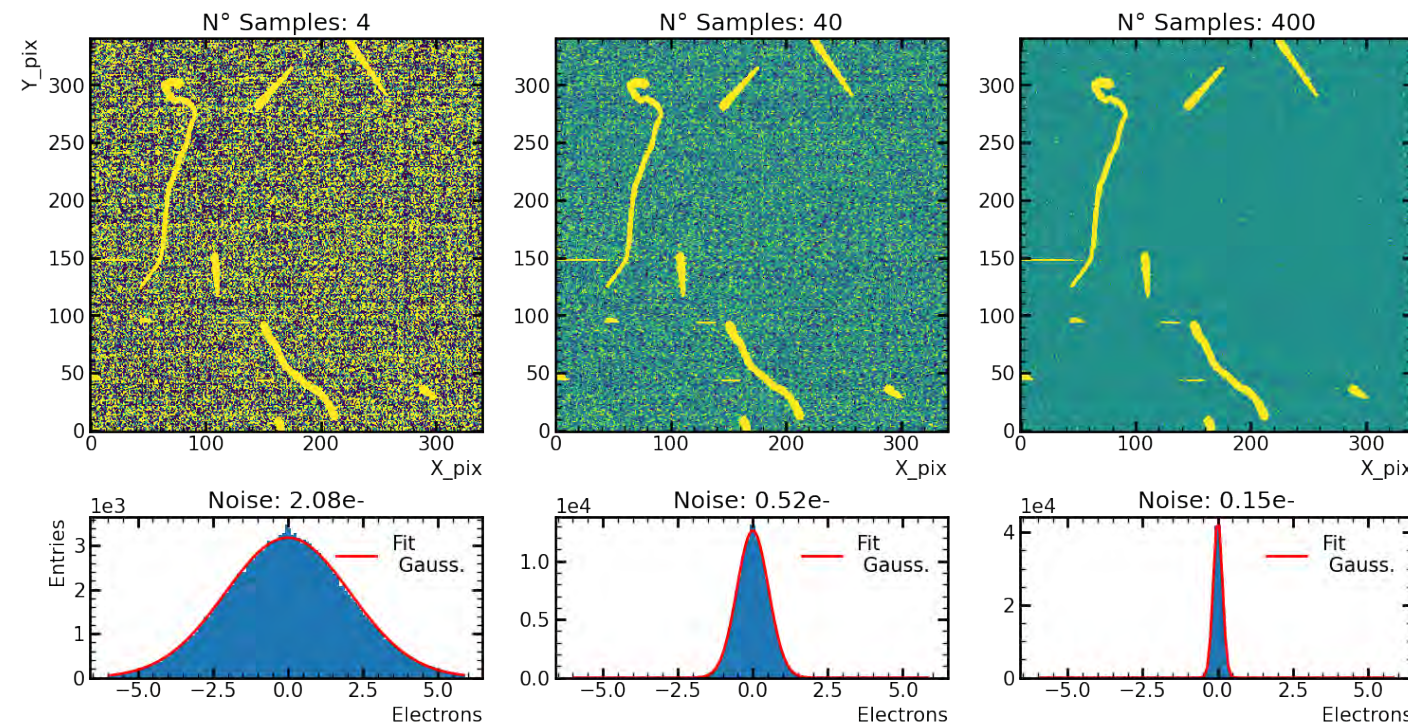 N° Samples: 4
N° Samples: 40
N° Samples: 400
Y_pix
300
250
200
150
100
50
0
0 100 200 300
X_pix
300
250
200
150
100
50
0
0 100 200 300
X_pix
300
250
200
150
100
50
0
0 100 200 300
X_pix
Noise: 2.08e-
1e3
Entries
3
2
1
0
Fit
Gauss.
−5.0 −2.5 0.0 2.5 5.0
Electrons
Noise: 0.52e-
1e4
1.0
0.5
0.0
Fit
Gauss.
−5.0 −2.5 0.0 2.5 5.0
Electrons
Noise: 0.15e-
1e4
4
2
0
Fit
Gauss.
−5.0 −2.5 0.0 2.5 5.0
Electrons